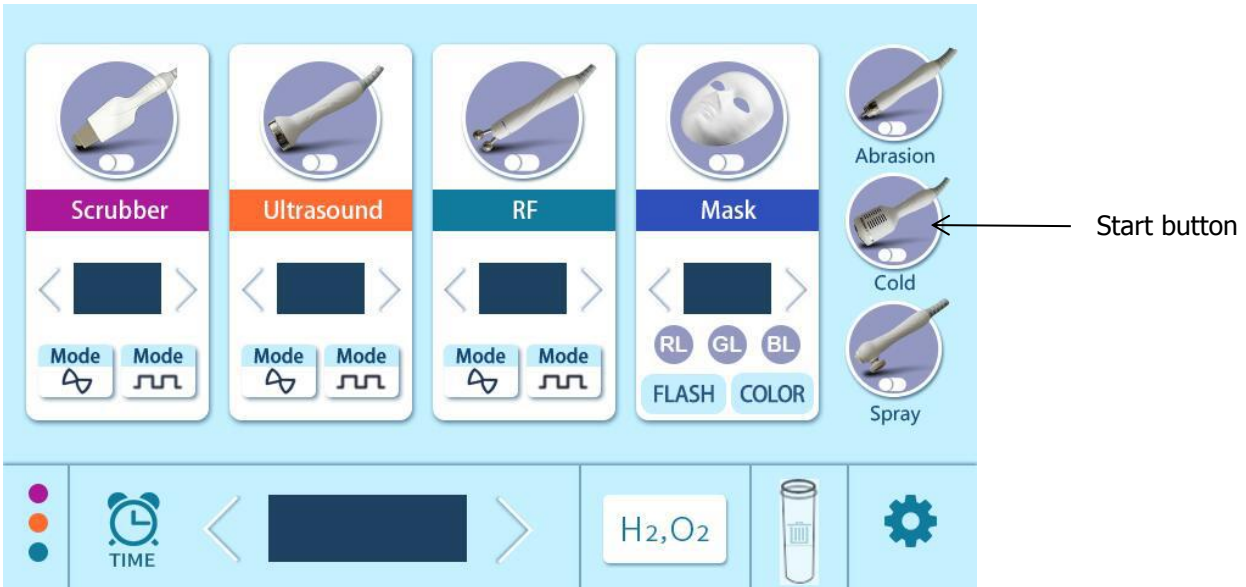 Scrubber
Ultrasound
RF
Mask
Abrasion
Cold
Spray
Start button
Mode
Mode
Mode
Mode
Mode
Mode
RL GL BL
FLASH COLOR
TIME
H2,O2